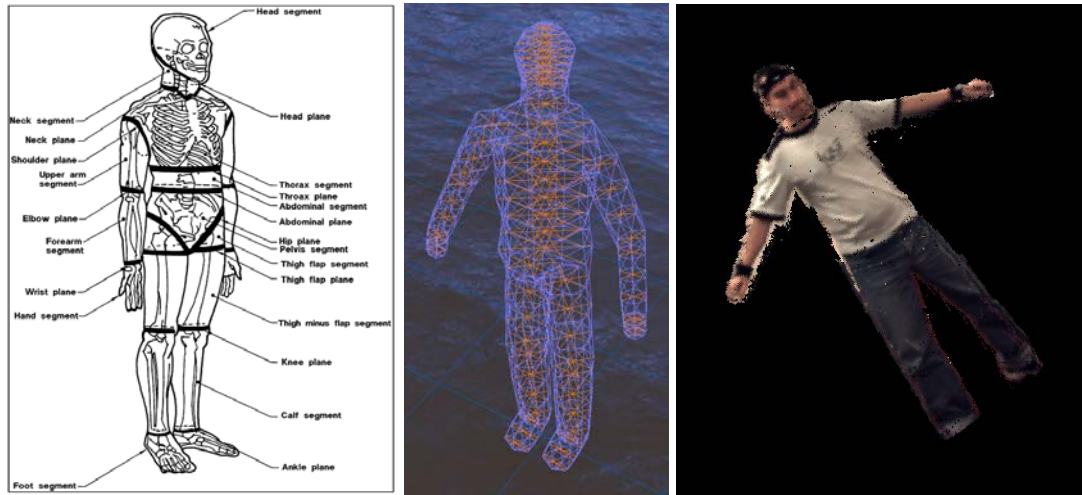 Head segment
Neck segment
Head plane
Neck plane
Shoulder plane
Upper arm
segment
Thorax segment
Throax plane
Abdominal segment
Elbow plane
Abdominal plane
Forearm
segment
Hip plane
Pelvis segment
Thigh flap segment
Thigh flap plane
Wrist plane
Hand segment
Thigh minus flap segment
Knee plane
Calf segment
Ankle plane
Foot segment